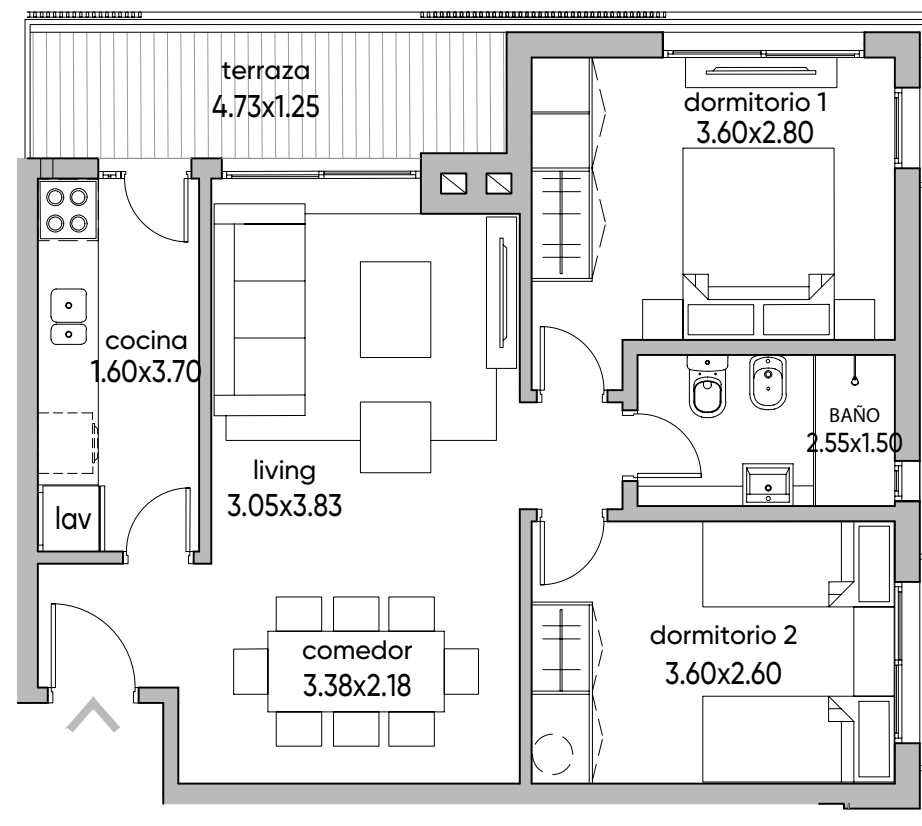 terraza
4.73x1.25
dormitorio 1
3.60x2.80
cocina
1.60x3.70
BAÑO
2.55x1.50
living
3.05x3.83
lav
comedor
3.38x2.18
dormitorio 2
3.60x2.60